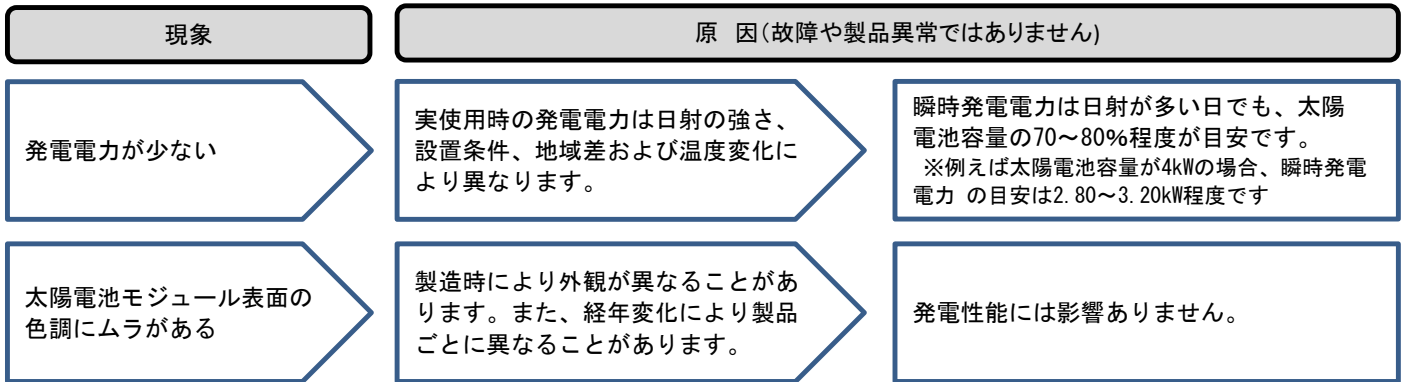 現象
原　因(故障や製品異常ではありません)
発電電力が少ない
実使用時の発電電力は日射の強さ、
設置条件、地域差および温度変化に
より異なります。
瞬時発電電力は日射が多い日でも、太陽
電池容量の70～80%程度が目安です。
※例えば太陽電池容量が4kWの場合、瞬時発電
電力 の目安は2.80～3.20kW程度です
太陽電池モジュール表面の
色調にムラがある
製造時により外観が異なることがあ
ります。また、経年変化により製品
ごとに異なることがあります。
発電性能には影響ありません。